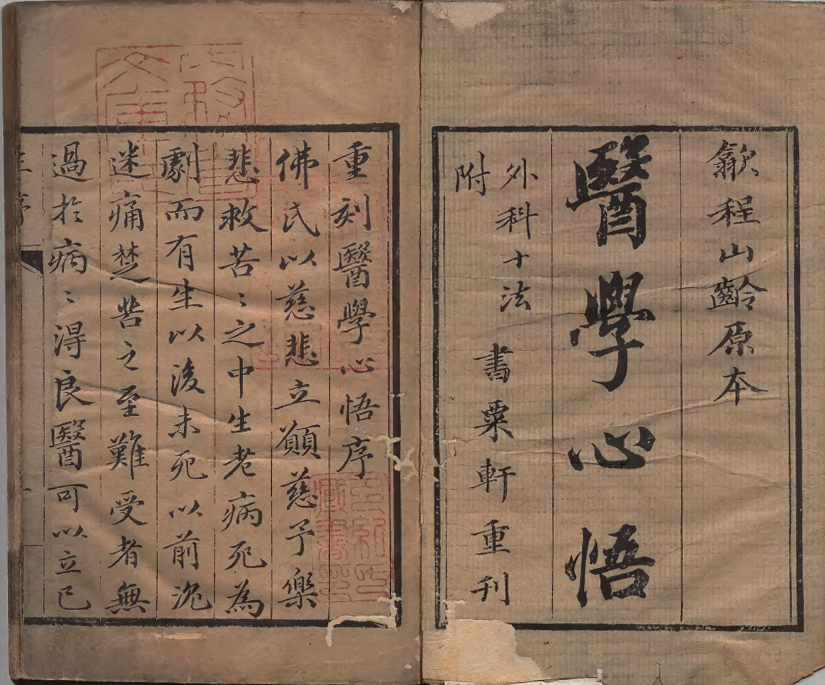 歙程山齡原本
醫學心悟
外科十法
附
書粟軒重刊
重刻醫學心悟序
佛氏以慈悲立願慈予樂
悲救苦〻之中生老病死為
劇而有生以後未死以前沉
迷痛楚苦之至難受者無
過於病〻得良醫可以立已